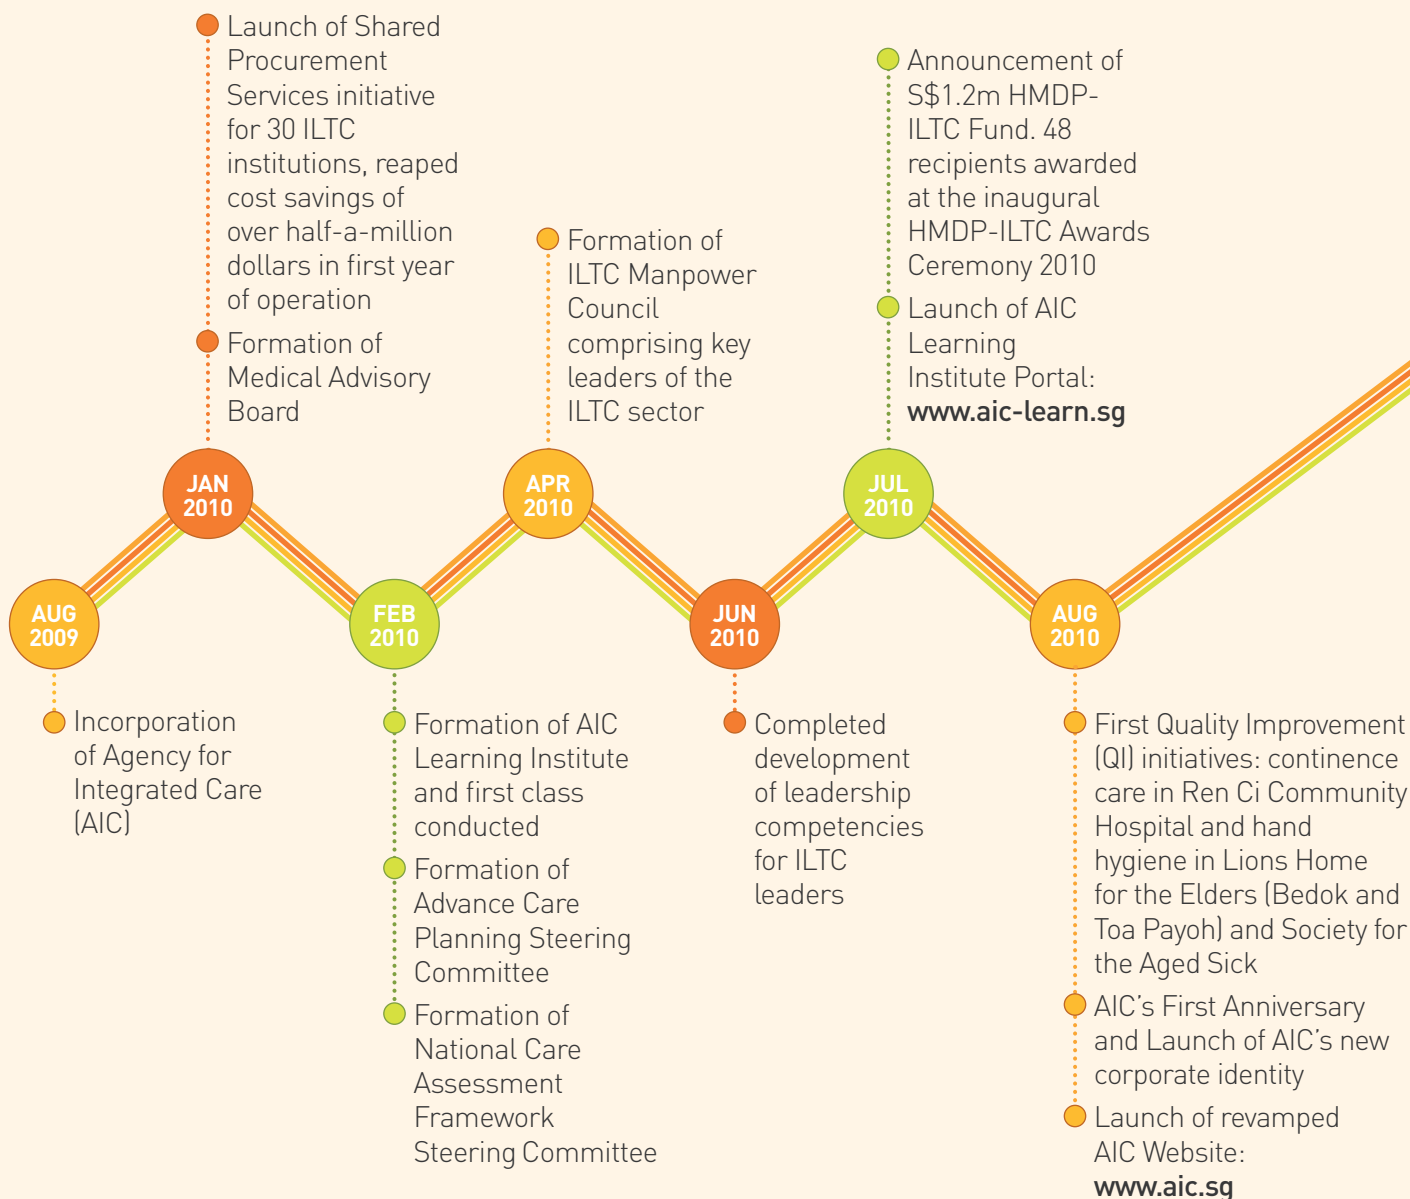 Launch of Shared
Procurement
Services initiative
for 30 ILTC
institutions, reaped
cost savings of
over half-a-million
dollars in first year
of operation
Formation of
Medical Advisory
Board
Formation of
ILTC Manpower
Council
comprising key
leaders of the
ILTC sector
Announcement of
S$1.2m HMDP-
ILTC Fund. 48
recipients awarded
at the inaugural
HMDP-ILTC Awards
Ceremony 2010
Launch of AIC
Learning
Institute Portal:
www.aic-learn.sg
JAN
2010
APR
2010
JUL
2010
AUG
2009
FEB
2010
JUN
2010
AUG
2010
Incorporation
of Agency for
Integrated Care
(AIC)
Formation of AIC
Learning Institute
and first class
conducted
Formation of
Advance Care
Planning Steering
Committee
Formation of
National Care
Assessment
Framework
Steering Committee
Completed
development
of leadership
competencies
for ILTC
leaders
First Quality Improvement
(QI) initiatives: continence
care in Ren Ci Community
Hospital and hand
hygiene in Lions Home
for the Elders (Bedok and
Toa Payoh) and Society for
the Aged Sick
AIC's First Anniversary
and Launch of AIC's new
corporate identity
Launch of revamped
AIC Website:
www.aic.sg